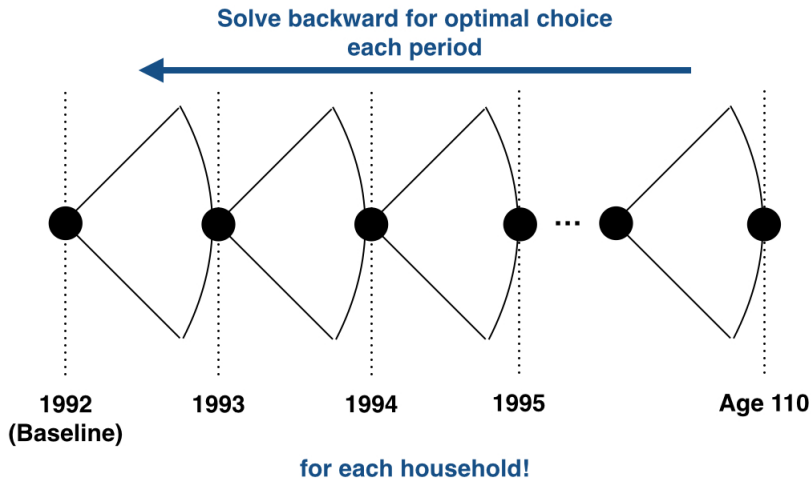 Solve backward for optimal choice
each period
...
1992
(Baseline)
1993
1994
1995
Age 110
for each household!